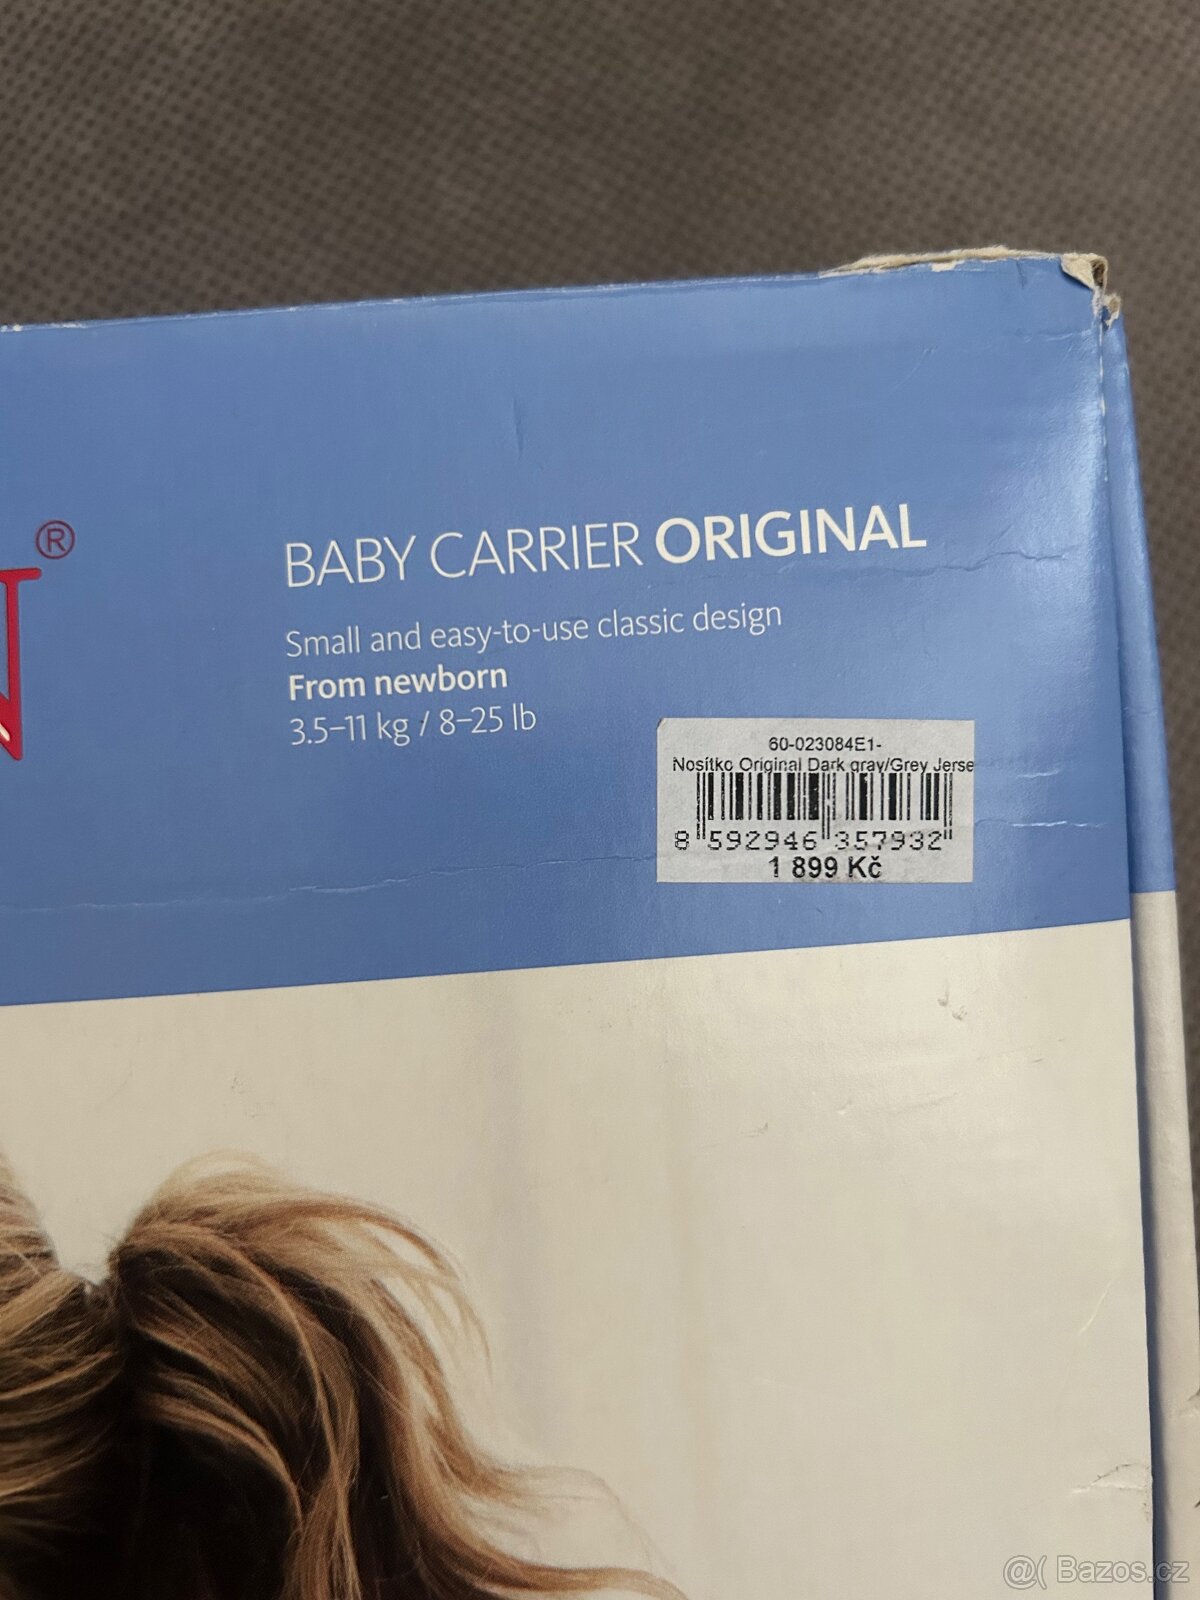 N®
BABY CARRIER ORIGINAL
Small and easy-to-use classic design
From newborn
3.5–11 kg / 8–25 lb
60-023084E1-
Nosítko Original Dark gray/Grey Jerse
8 592946 357932
1 899 Kč
@( Bazos.cz